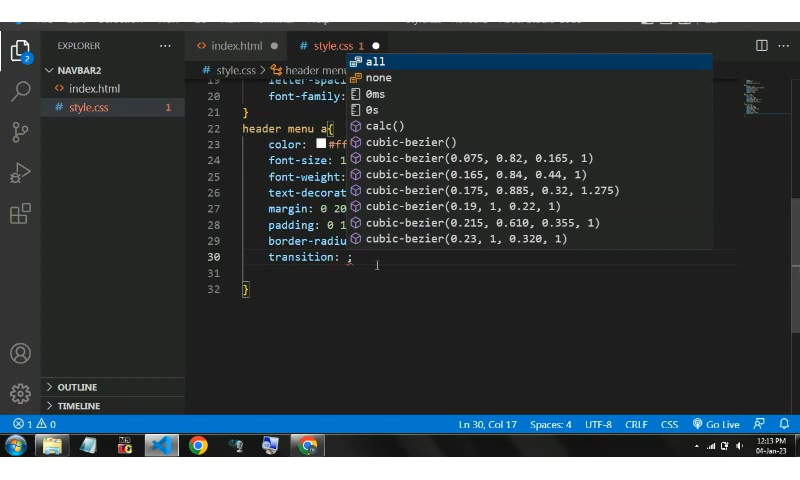 EXPLORER
index.html
style.css 1
2
NAVBAR2
style.css
header menu
index.html
style.css 1
all
none
0ms
0s
calc()
cubic-bezier()
cubic-bezier(0.075, 0.82, 0.165, 1)
cubic-bezier(0.165, 0.84, 0.44, 1)
cubic-bezier(0.175, 0.885, 0.32, 1.275)
cubic-bezier(0.19, 1, 0.22, 1)
cubic-bezier(0.215, 0.610, 0.355, 1)
cubic-bezier(0.23, 1, 0.320, 1)
20 font-family:
21 }
22 header menu a{
23 color: #ff
24 font-size: 1
25 font-weight:
26 text-decorat
27 margin: 0 20
28 padding: 0 1
29 border-radiu
30 transition: ;
31
32 }
OUTLINE
TIMELINE
1 0
Ln 30, Col 17 Spaces: 4 UTF-8 CRLF CSS Go Live
12:13 PM
04-Jan-23